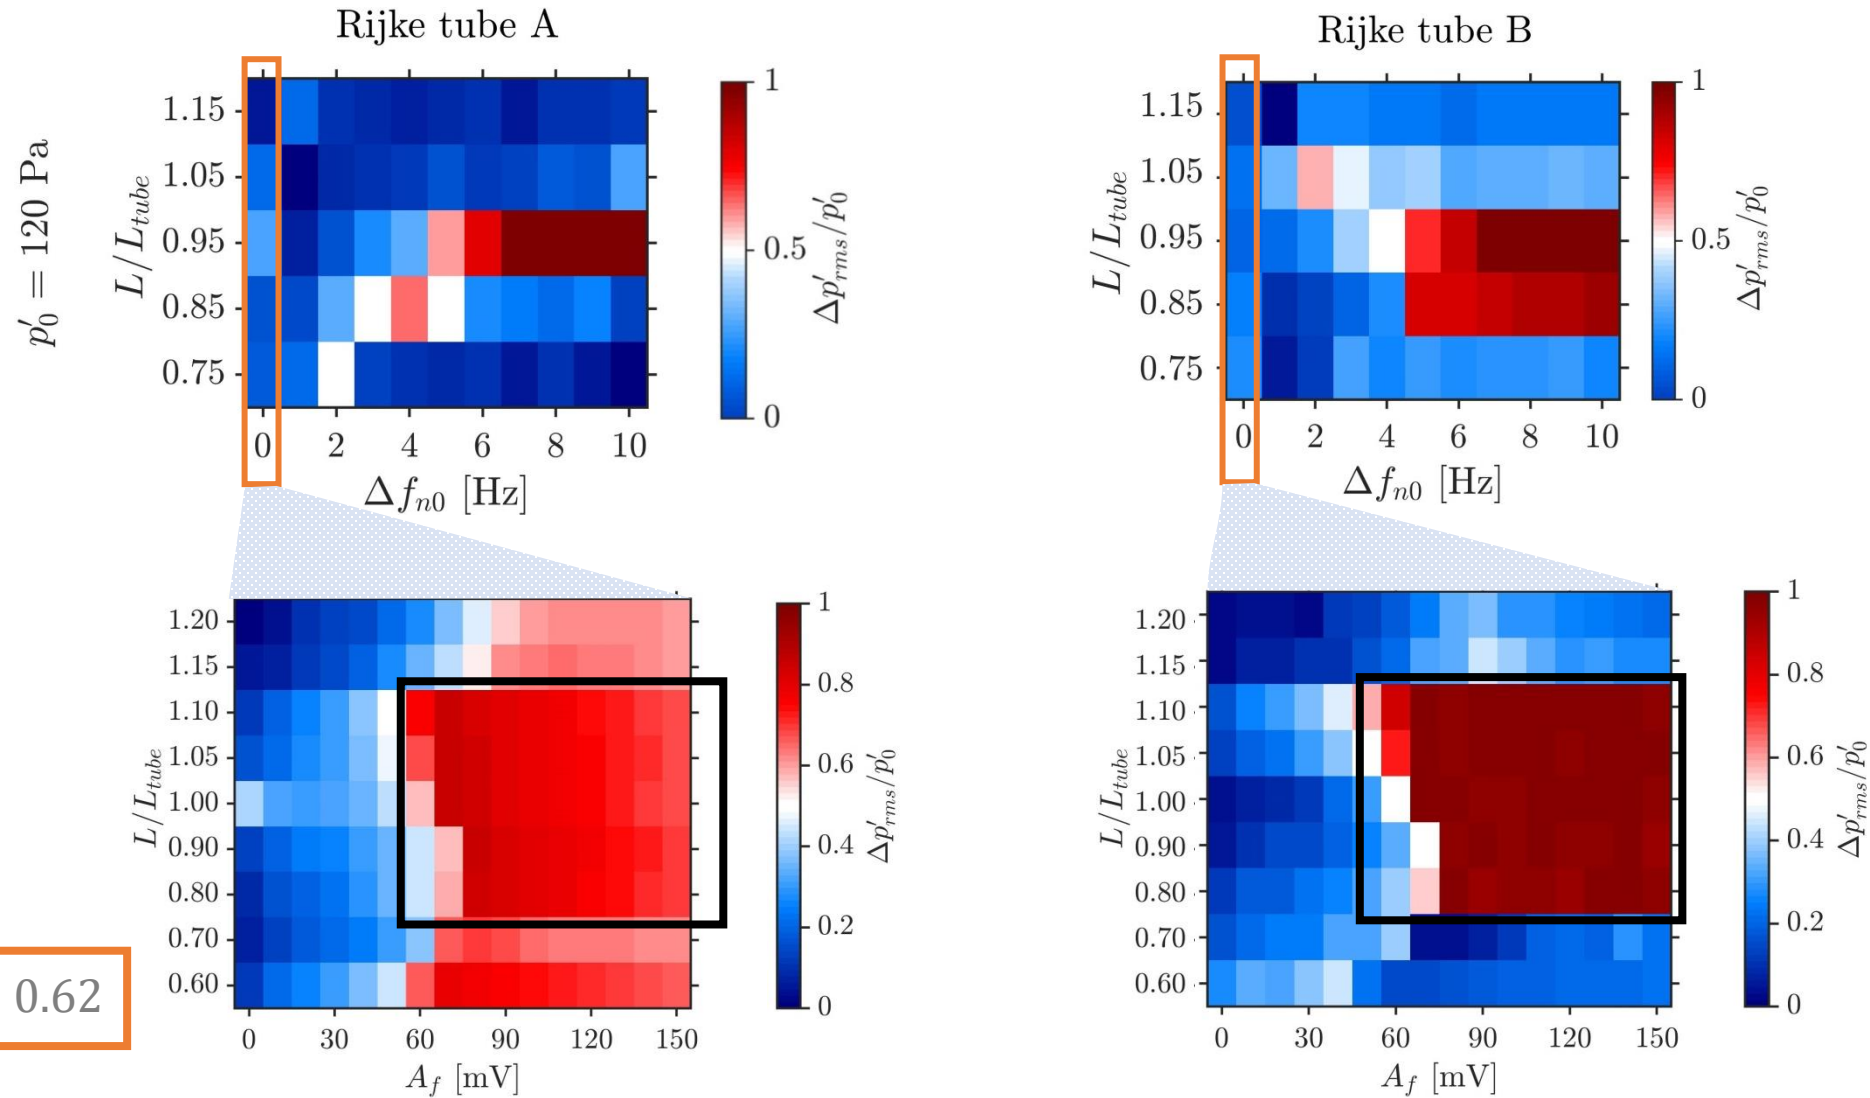 Rijke tube A
p′₀ = 120 Pa
L/L_tube
1.15
1.05
0.95
0.85
0.75
0 2 4 6 8 10
Δf_n0 [Hz]
1
0.5
0
Δp′_rms/p′₀
Rijke tube B
L/L_tube
1.15
1.05
0.95
0.85
0.75
0 2 4 6 8 10
Δf_n0 [Hz]
1
0.5
0
Δp′_rms/p′₀
L/L_tube
1.20
1.15
1.10
1.05
1.00
0.90
0.80
0.70
0.60
0 30 60 90 120 150
A_f [mV]
1
0.8
0.6
0.4
0.2
0
Δp′_rms/p′₀
L/L_tube
1.20
1.15
1.10
1.05
1.00
0.90
0.80
0.70
0.60
0 30 60 90 120 150
A_f [mV]
1
0.8
0.6
0.4
0.2
0
Δp′_rms/p′₀
0.62